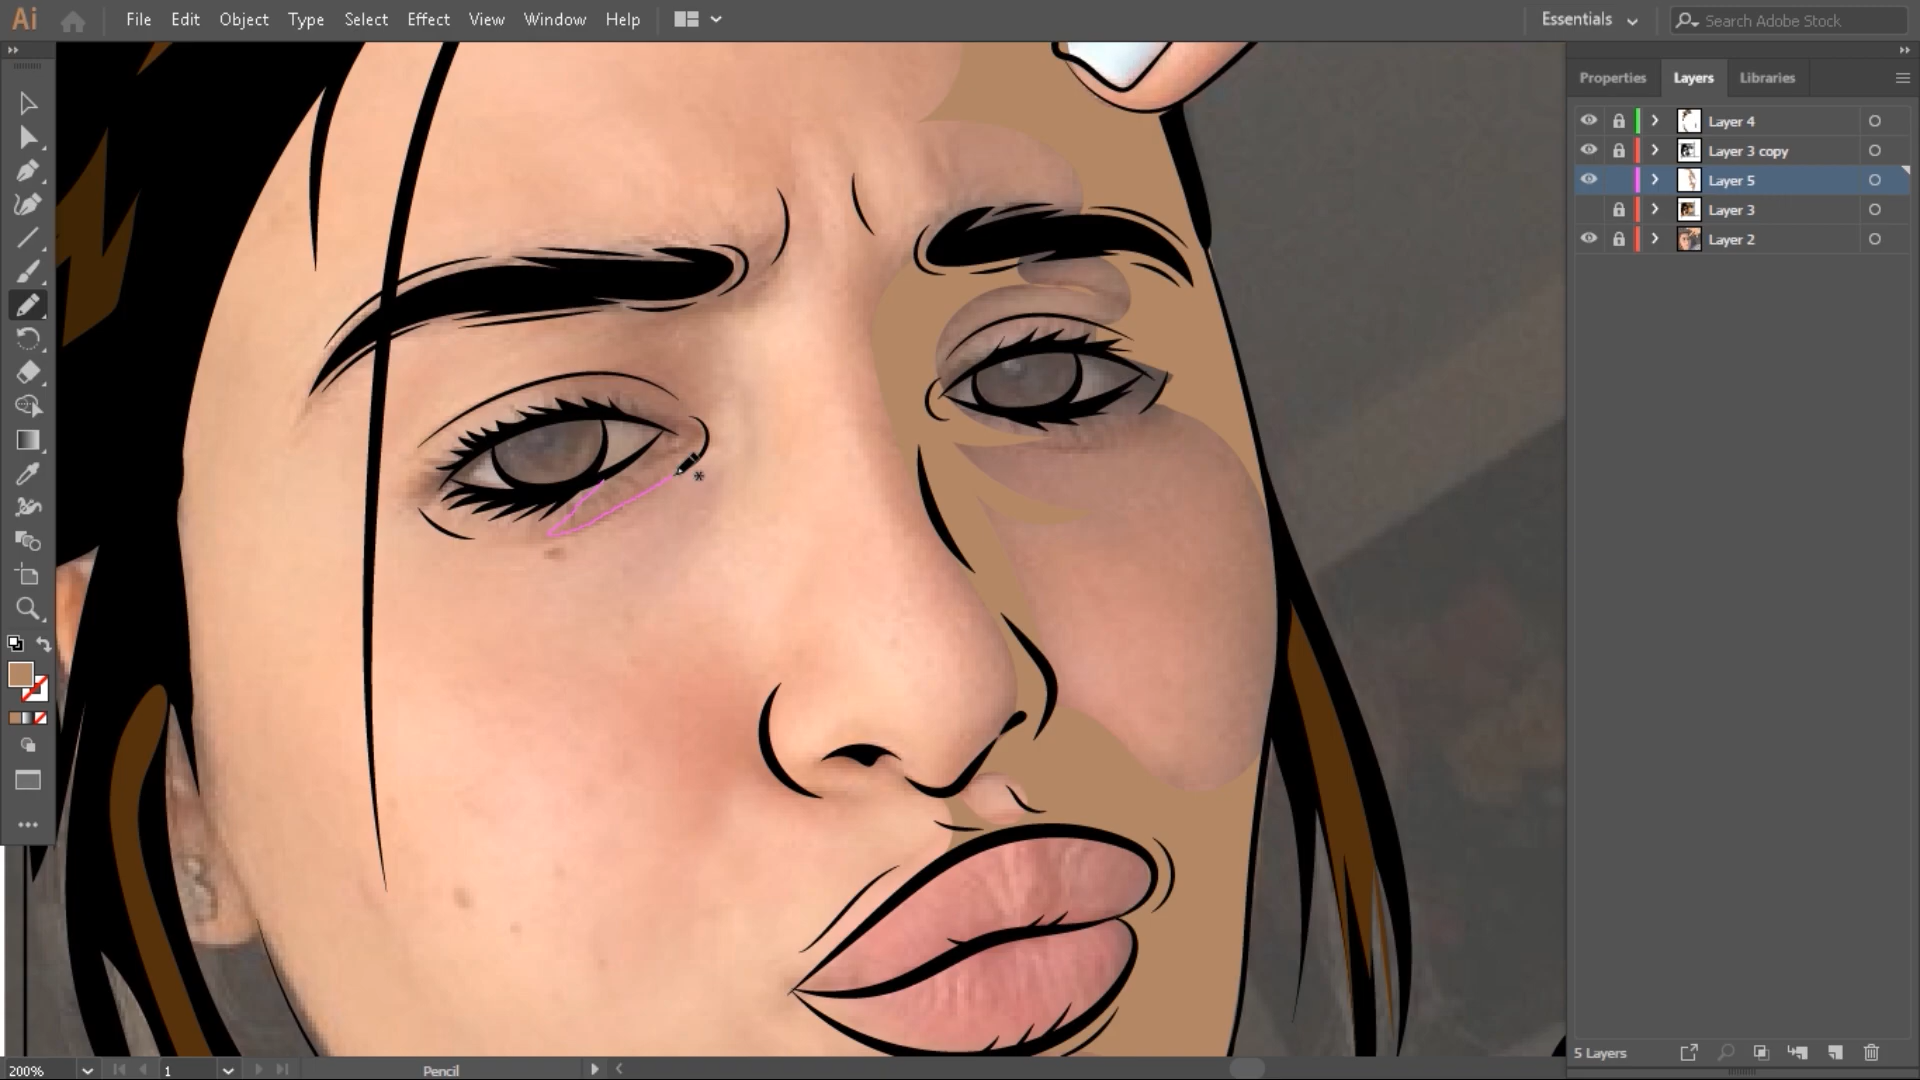 Ai File Edit Object Type Select Effect View Window Help Essentials Search Adobe Stock
Properties Layers Libraries
Layer 4
Layer 3 copy
Layer 5
Layer 3
Layer 2
5 Layers
200% 1 Pencil